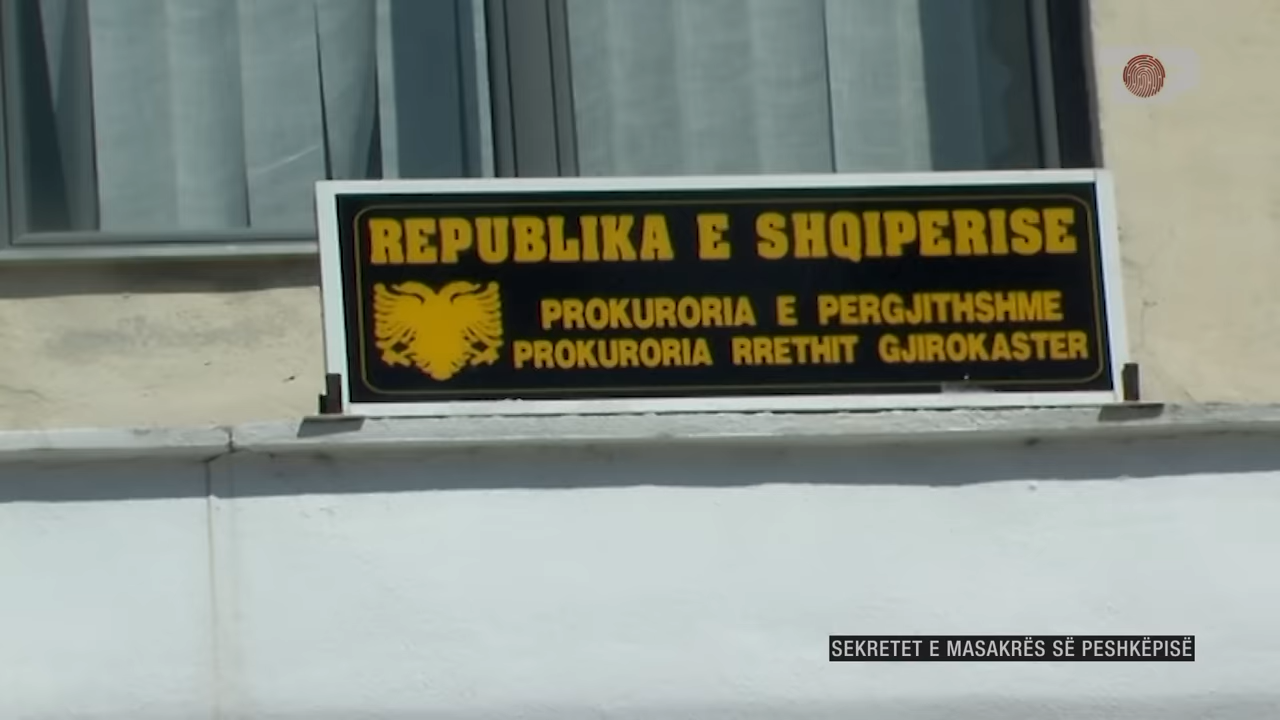 REPUBLIKA E SHQIPERISE
PROKURORIA E PERGJITHSHME
PROKURORIA RRETHIT GJIROKASTER
SEKRETET E MASAKRËS SË PESHKËPISË